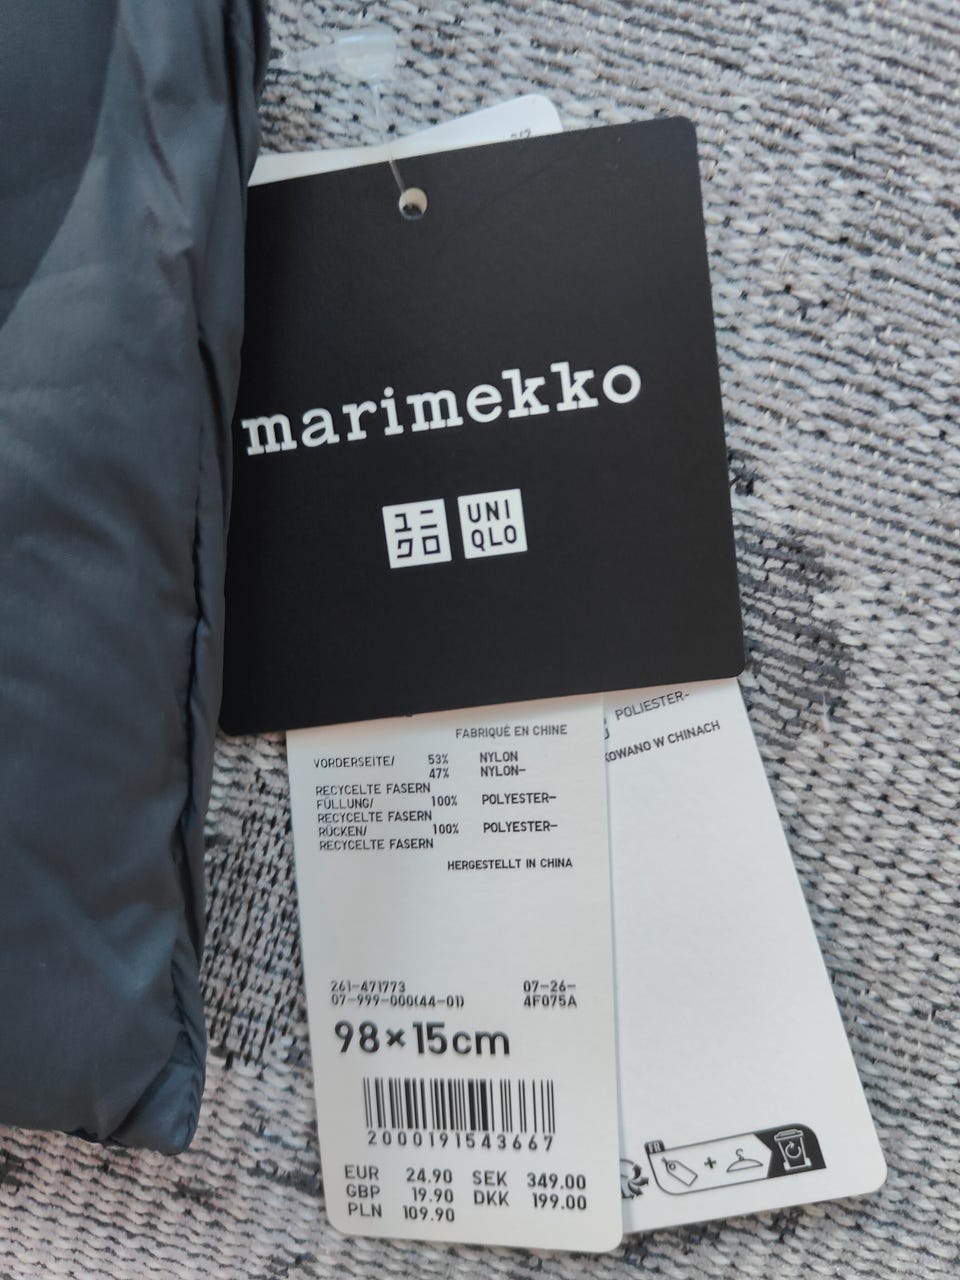 marimekko
ユニ
クロ
UNI
QLO
FABRIQUÉ EN CHINE
VORDERSEITE/ 53% NYLON
47% NYLON-
RECYCELTE FASERN
FÜLLUNG/ 100% POLYESTER-
RECYCELTE FASERN
RÜCKEN/ 100% POLYESTER-
RECYCELTE FASERN
HERGESTELLT IN CHINA
261-471773 07-26-
07-999-000(44-01) 4F075A
98×15cm
2000191543667
EUR 24.90 SEK 349.00
GBP 19.90 DKK 199.00
PLN 109.90
POLIESTER-
KOWANO W CHINACH
FR
+